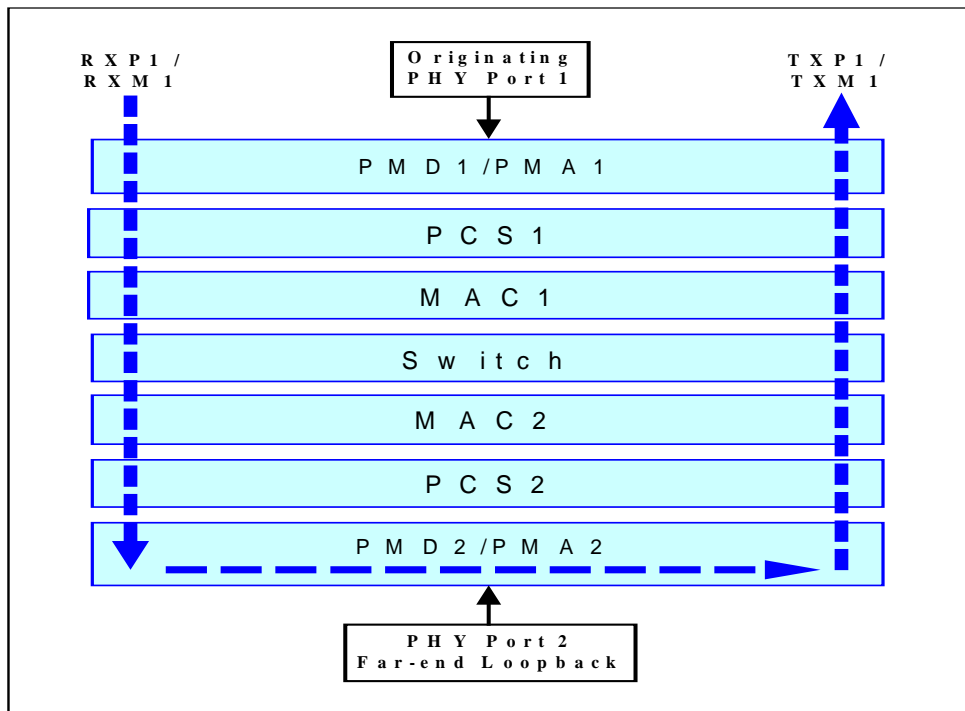 RXP1 /
RXM1
Originating
PHY Port 1
TXP1 /
TXM1
PMD1/PMA1
PCS1
MAC1
Switch
MAC2
PCS2
PMD2/PMA2
PHY Port 2
Far-end Loopback